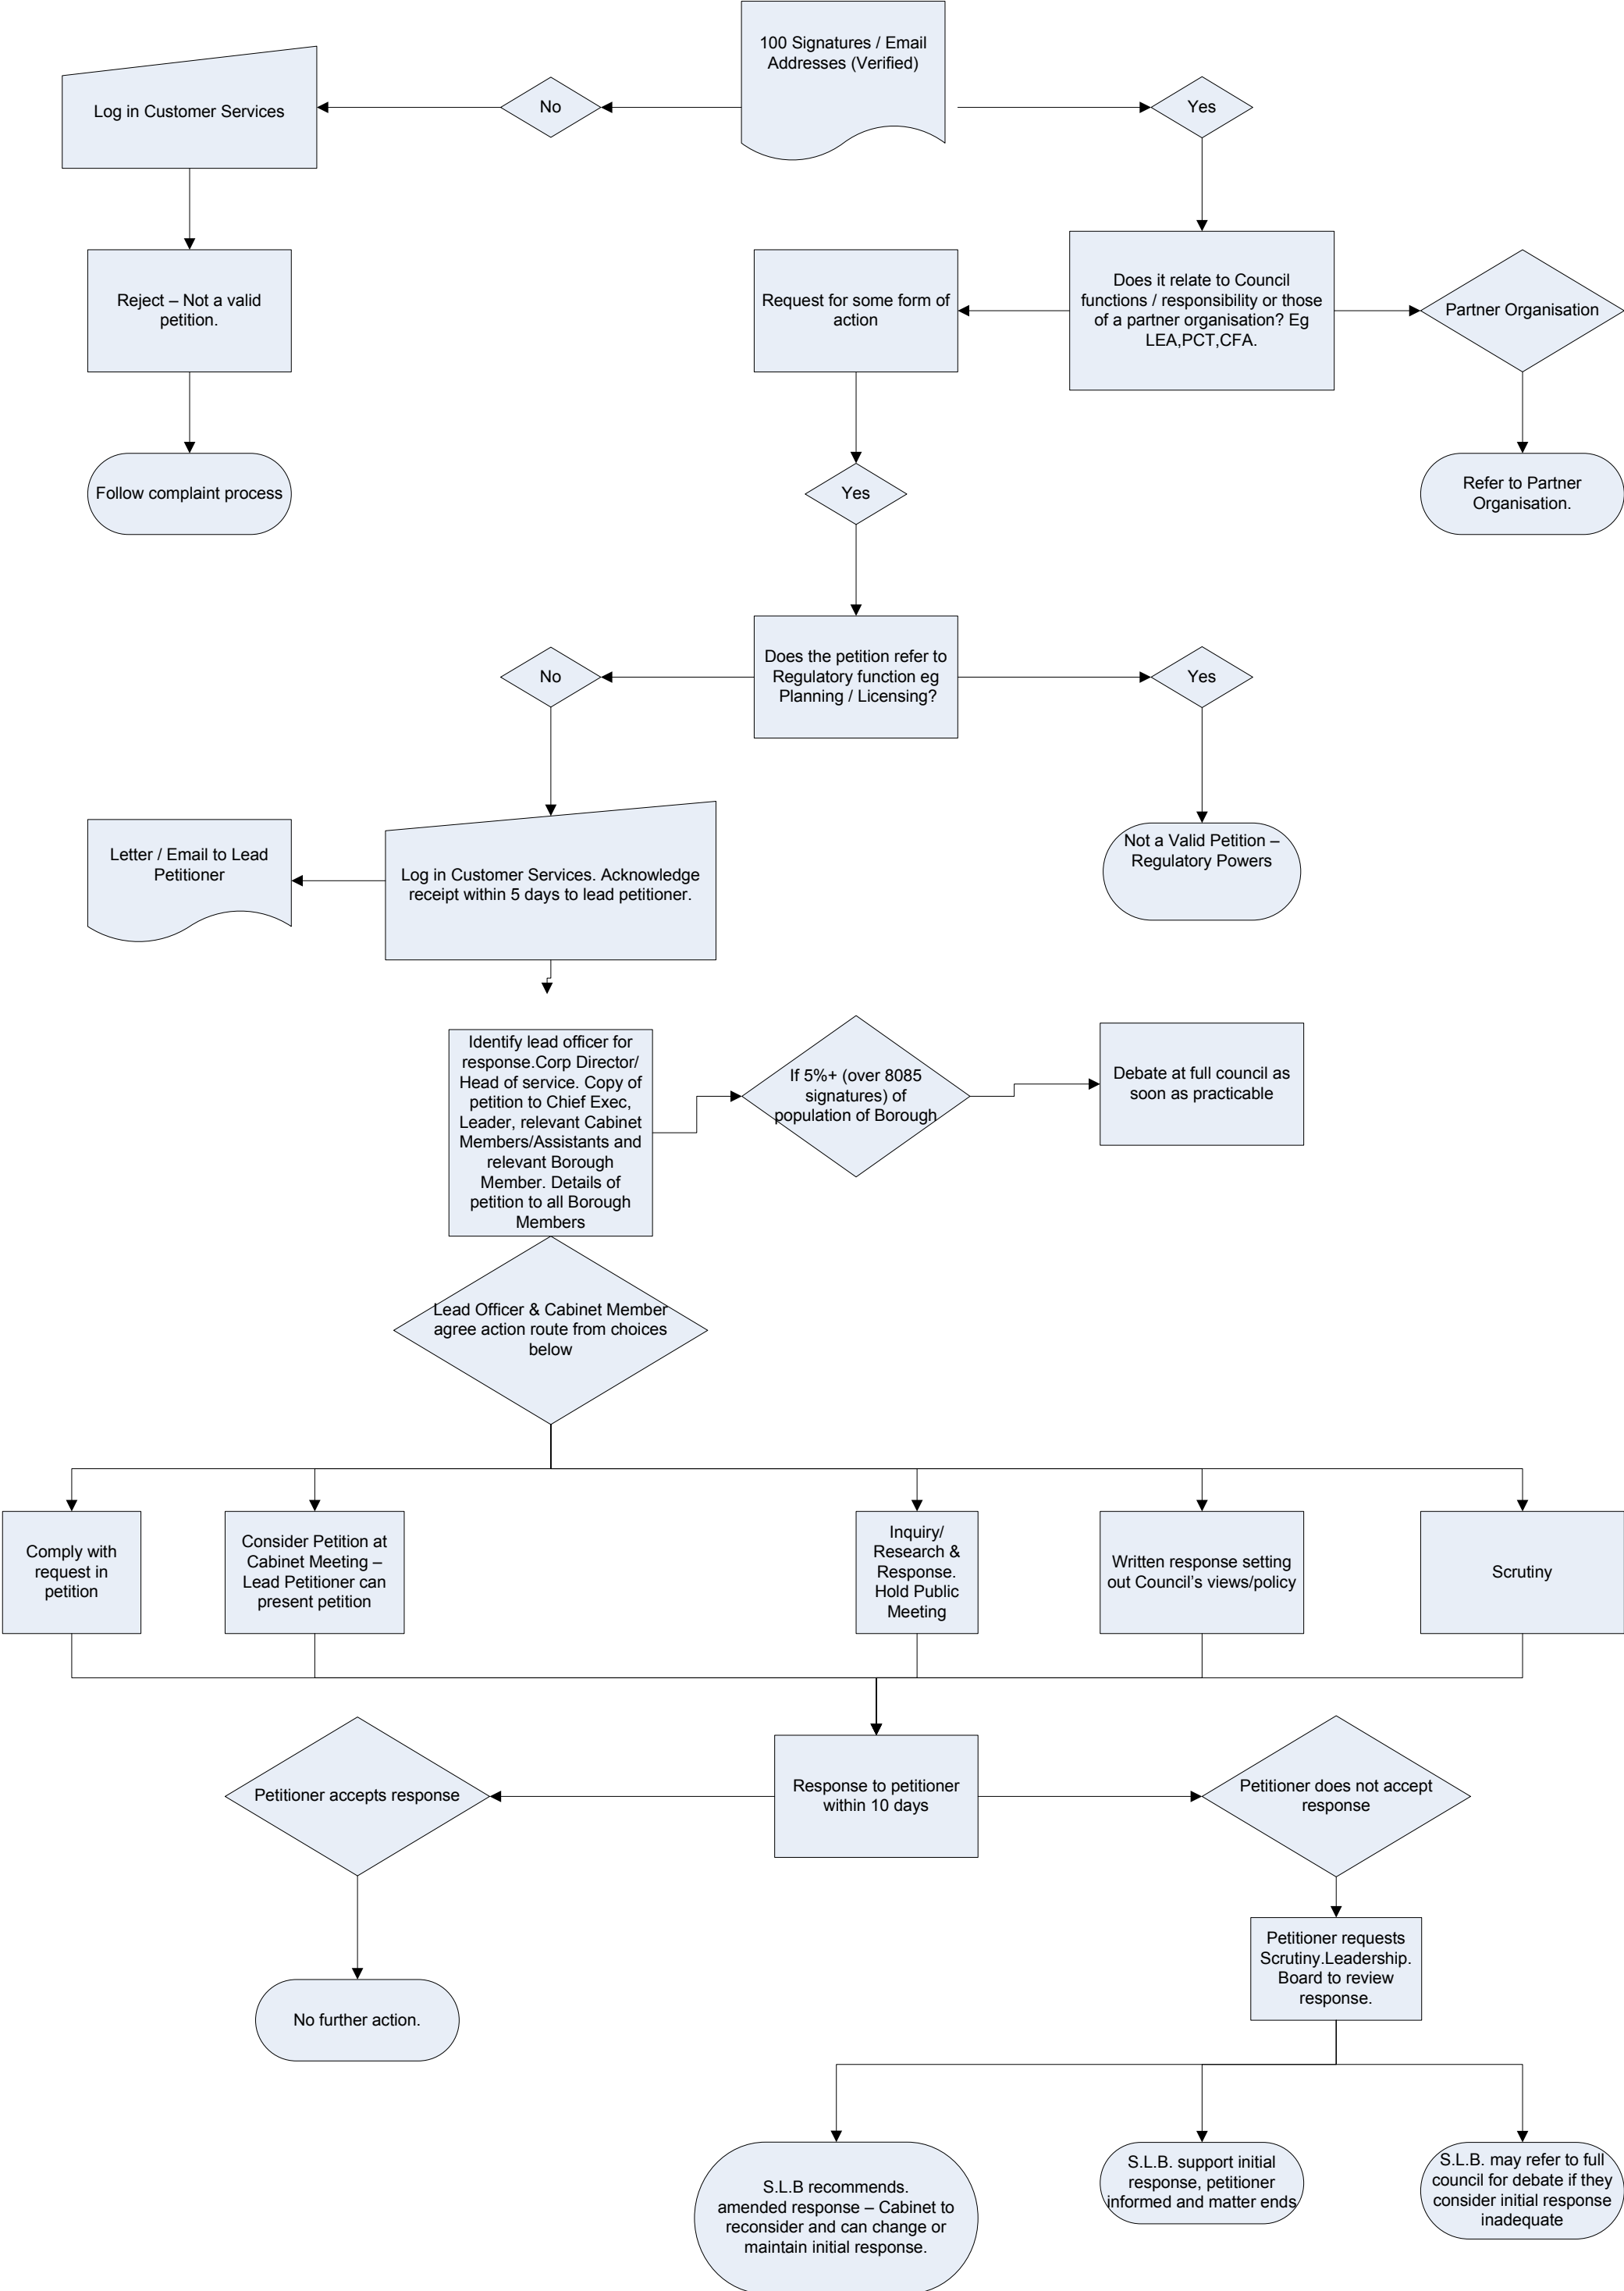 100 Signatures / Email
Addresses (Verified)
Log in Customer Services
No
Yes
Reject – Not a valid
petition.
Request for some form of
action
Does it relate to Council
functions / responsibility or those
of a partner organisation? Eg
LEA,PCT,CFA.
Partner Organisation
Follow complaint process
Yes
Refer to Partner
Organisation.
No
Does the petition refer to
Regulatory function eg
Planning / Licensing?
Yes
Letter / Email to Lead
Petitioner
Log in Customer Services. Acknowledge
receipt within 5 days to lead petitioner.
Not a Valid Petition –
Regulatory Powers
Identify lead officer for
response.Corp Director/
Head of service. Copy of
petition to Chief Exec,
Leader, relevant Cabinet
Members/Assistants and
relevant Borough
Member. Details of
petition to all Borough
Members
If 5%+ (over 8085
signatures) of
population of Borough
Debate at full council as
soon as practicable
Lead Officer & Cabinet Member
agree action route from choices
below
Comply with
request in
petition
Consider Petition at
Cabinet Meeting –
Lead Petitioner can
present petition
Inquiry/
Research &
Response.
Hold Public
Meeting
Written response setting
out Council’s views/policy
Scrutiny
Petitioner accepts response
Response to petitioner
within 10 days
Petitioner does not accept
response
Petitioner requests
Scrutiny.Leadership.
Board to review
response.
No further action.
S.L.B recommends.
amended response – Cabinet to
reconsider and can change or
maintain initial response.
S.L.B. support initial
response, petitioner
informed and matter ends
S.L.B. may refer to full
council for debate if they
consider initial response
inadequate